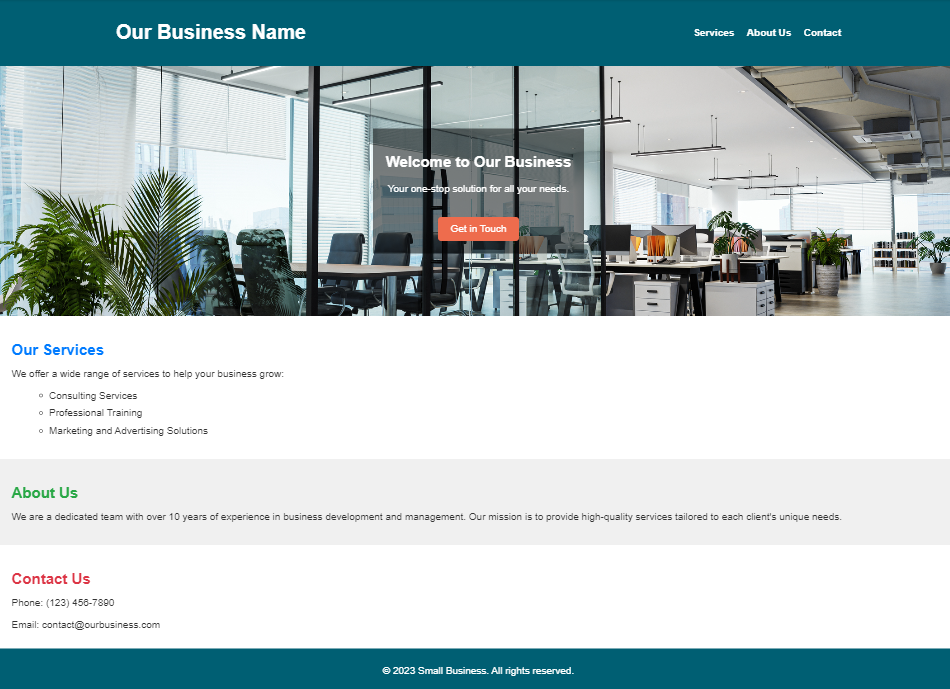 Our Business Name
Services About Us Contact
Welcome to Our Business
Your one-stop solution for all your needs.
Get in Touch
Our Services
We offer a wide range of services to help your business grow:
Consulting Services
Professional Training
Marketing and Advertising Solutions
About Us
We are a dedicated team with over 10 years of experience in business development and management. Our mission is to provide high-quality services tailored to each client's unique needs.
Contact Us
Phone: (123) 456-7890
Email: contact@ourbusiness.com
© 2023 Small Business. All rights reserved.